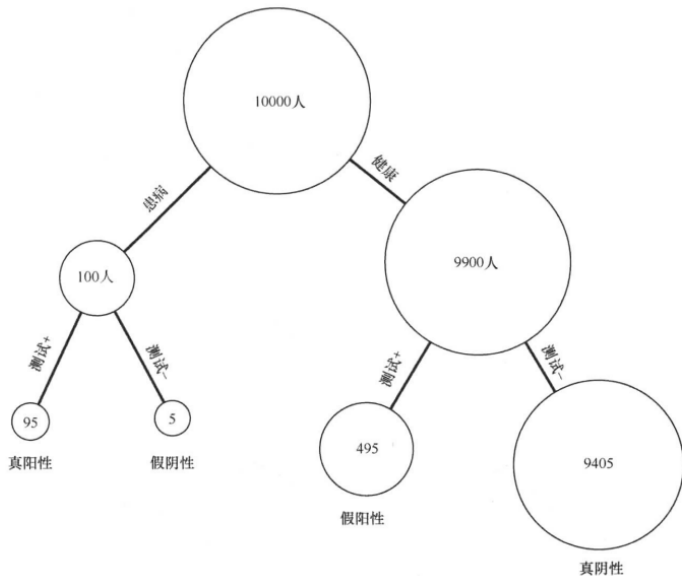 10000人
患病
健康
100人
9900人
测试+
测试−
测试+
测试−
95
5
495
9405
真阳性
假阴性
假阳性
真阴性